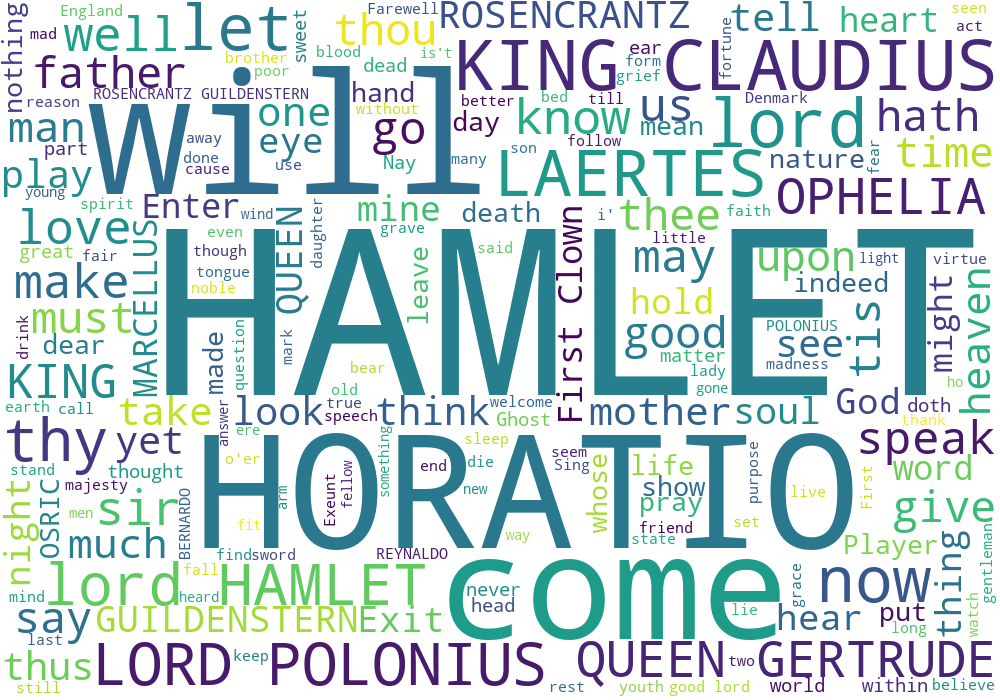 nothing
well
let
thou
Farewell
ROSENCRANTZ
tell
heart
England
seen
mad
act
sweet
brother
blood
is't
father
poor
dead
ear
form
grief
KING CLAUDIUS
fortune
Will
reason
ROSENCRANTZ GUILDENSTERN
hand
better
bed
till
us
Denmark
hath
man
one
without
know
lord
part
away
eye
go
day
mean
done
cause
use
Nay
many
son
follow
nature
fear
time
play
young
LAERTES
OPHELIA
spirit
Enter
wind
QUEEN
daughter
mine
death
i'
thee
faith
love
MARCELLUS
even
grave
great
fair
though
said
little
may
upon
light
virtue
make
tongue
noble
HAMLET
leave
First Clown
hold
indeed
might
heaven
must
made
question
mark
good
POLONIUS
see
tis
drink
dear
matter
madness
KING
bear
lady
gone
ho
old
earth
call
take
look
true
speech
think
welcome
Ghost
mother
soul
God
doth
thank
answer
ere
thy
yet
HORATIO
sleep
seem
speak
o'er
something
end
die
Sing
whose
life
purpose
word
stand
thought
majesty
arm
Exunt
fellow
new
show
live
First
give
night
OSRIC
men
sir
BERNARDO
fit
way
pray
friend
set
much
find
sword
REYNALDO
state
Player
thing
gentleman
mind
lord
fall
heard
HAMLET
come
never
head
lie
grace
now
say
GUILDENSTERN
Exit
hear
put
long
watch
last
thus
LORD POLONIUS
keep
QUEEN GERTRUDE
two
still
rest
youth
good lord
world
within
believe